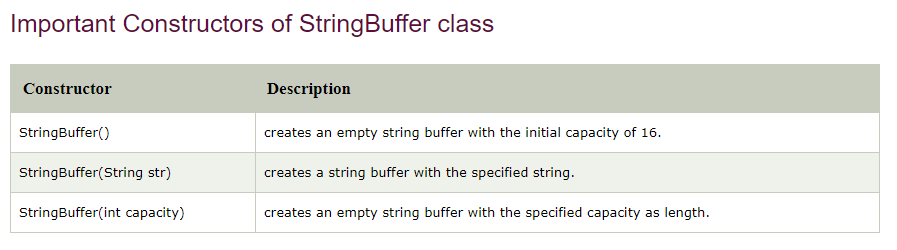 Important Constructors of StringBuffer class
Constructor Description
StringBuffer() creates an empty string buffer with the initial capacity of 16.
StringBuffer(String str) creates a string buffer with the specified string.
StringBuffer(int capacity) creates an empty string buffer with the specified capacity as length.